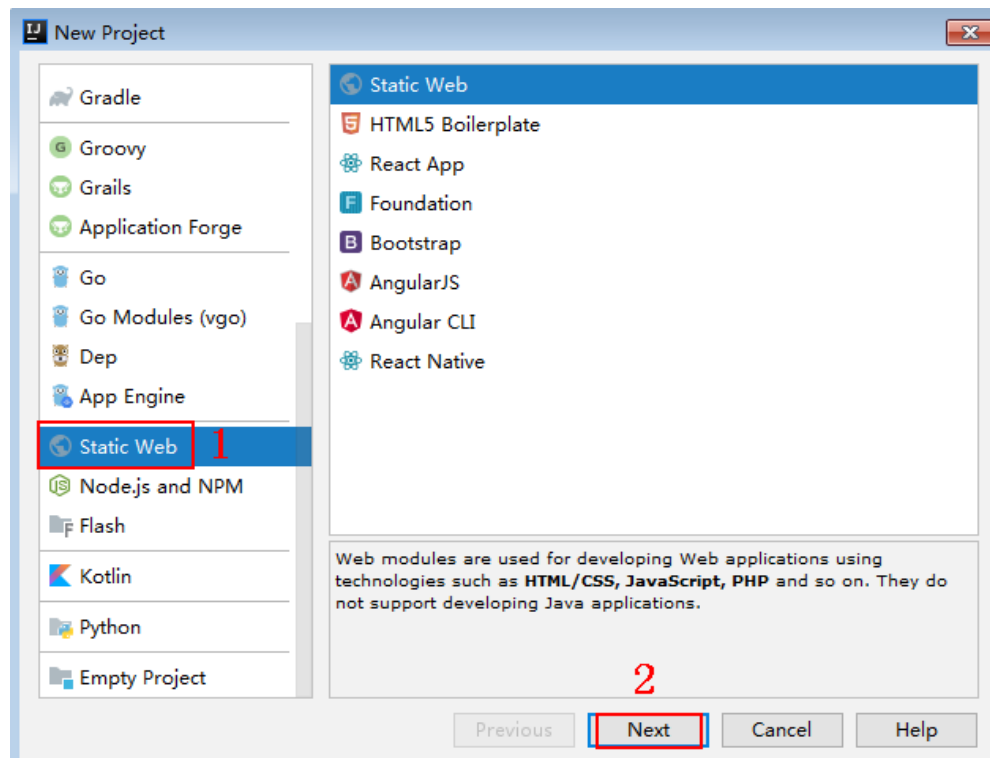 New Project
Gradle
Groovy
Grails
Application Forge
Go
Go Modules (vgo)
Dep
App Engine
Static Web 1
Node.js and NPM
Flash
Kotlin
Python
Empty Project
Static Web
HTML5 Boilerplate
React App
Foundation
Bootstrap
AngularJS
Angular CLI
React Native
Web modules are used for developing Web applications using
technologies such as HTML/CSS, JavaScript, PHP and so on. They do
not support developing Java applications.
2
Previous Next Cancel Help